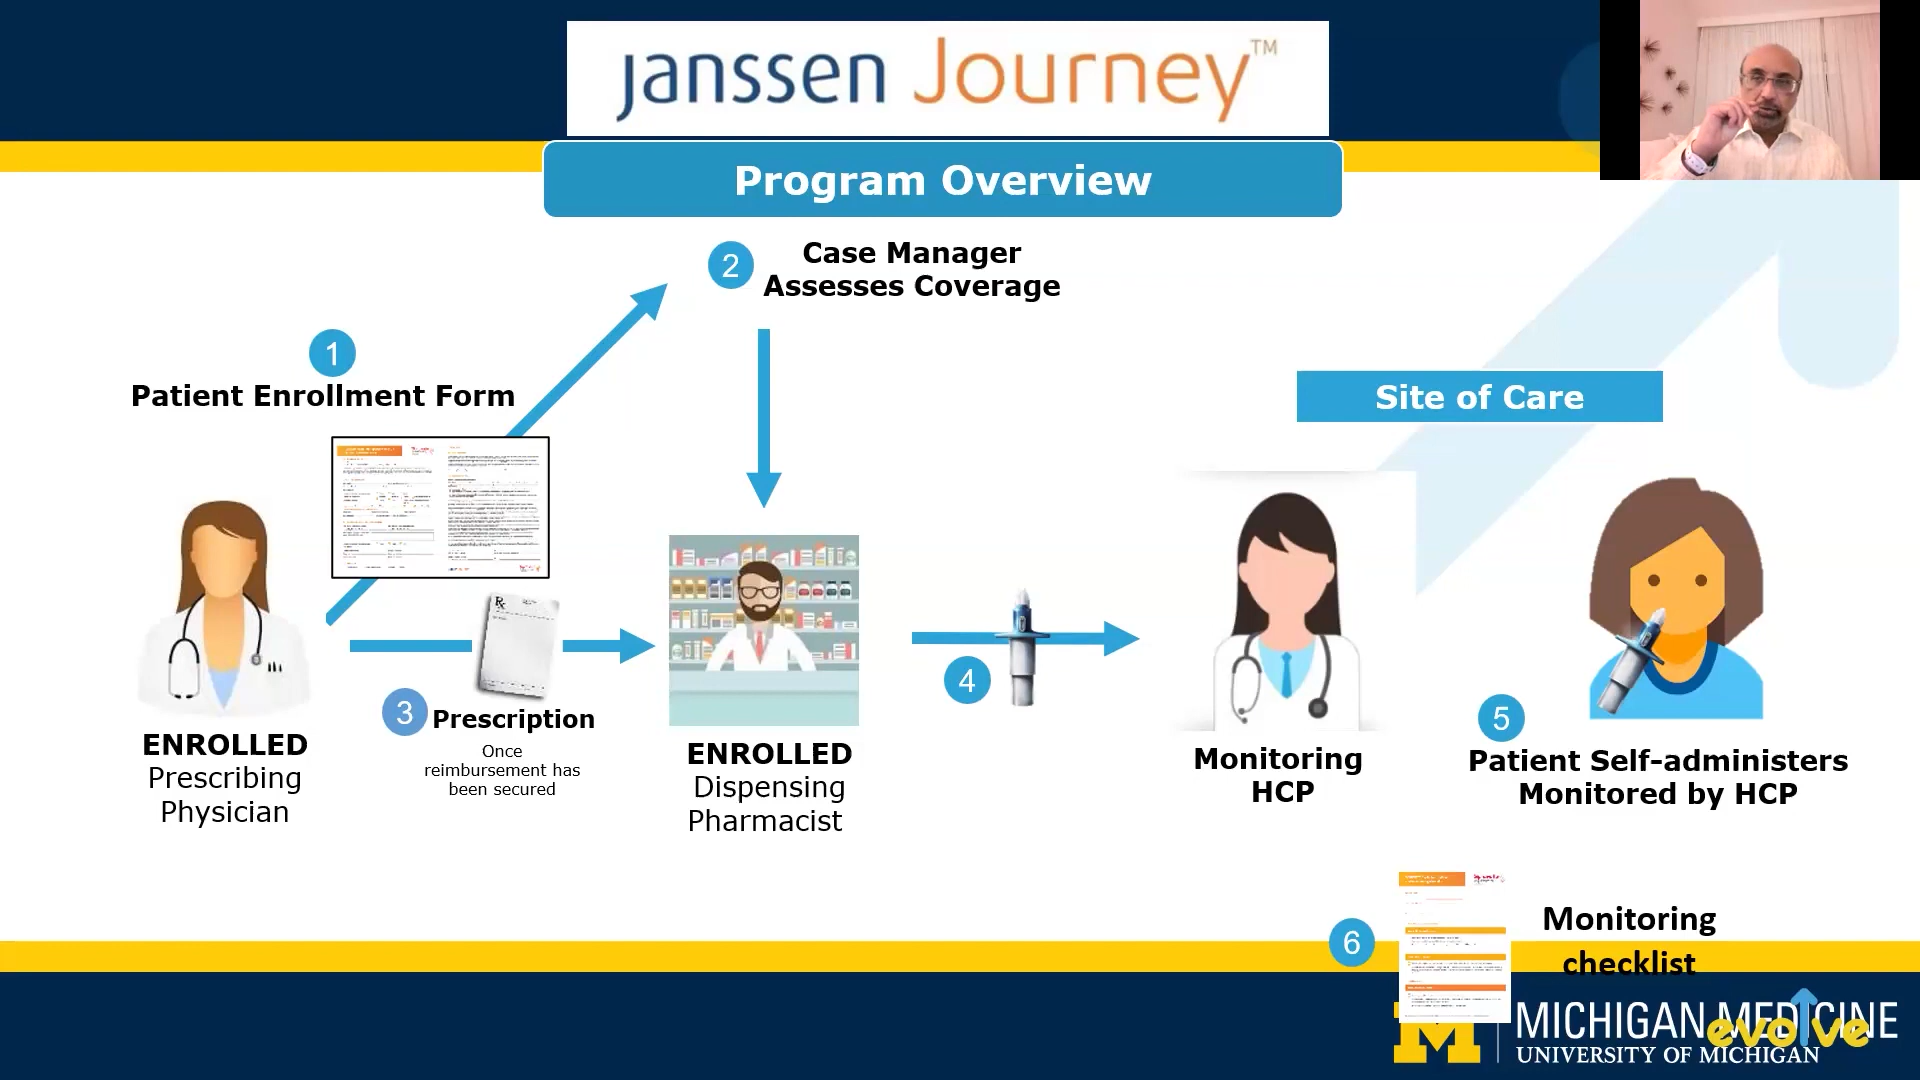 janssen Journey™
Program Overview
2
Case Manager
Assesses Coverage
1
Patient Enrollment Form
Site of Care
Rx
3
Prescription
Once
reimbursement has
been secured
4
5
ENROLLED
Prescribing
Physician
ENROLLED
Dispensing
Pharmacist
Monitoring
HCP
Patient Self-administers
Monitored by HCP
6
Monitoring
checklist
M
MICHIGAN MEDICINE
UNIVERSITY OF MICHIGAN
evolve